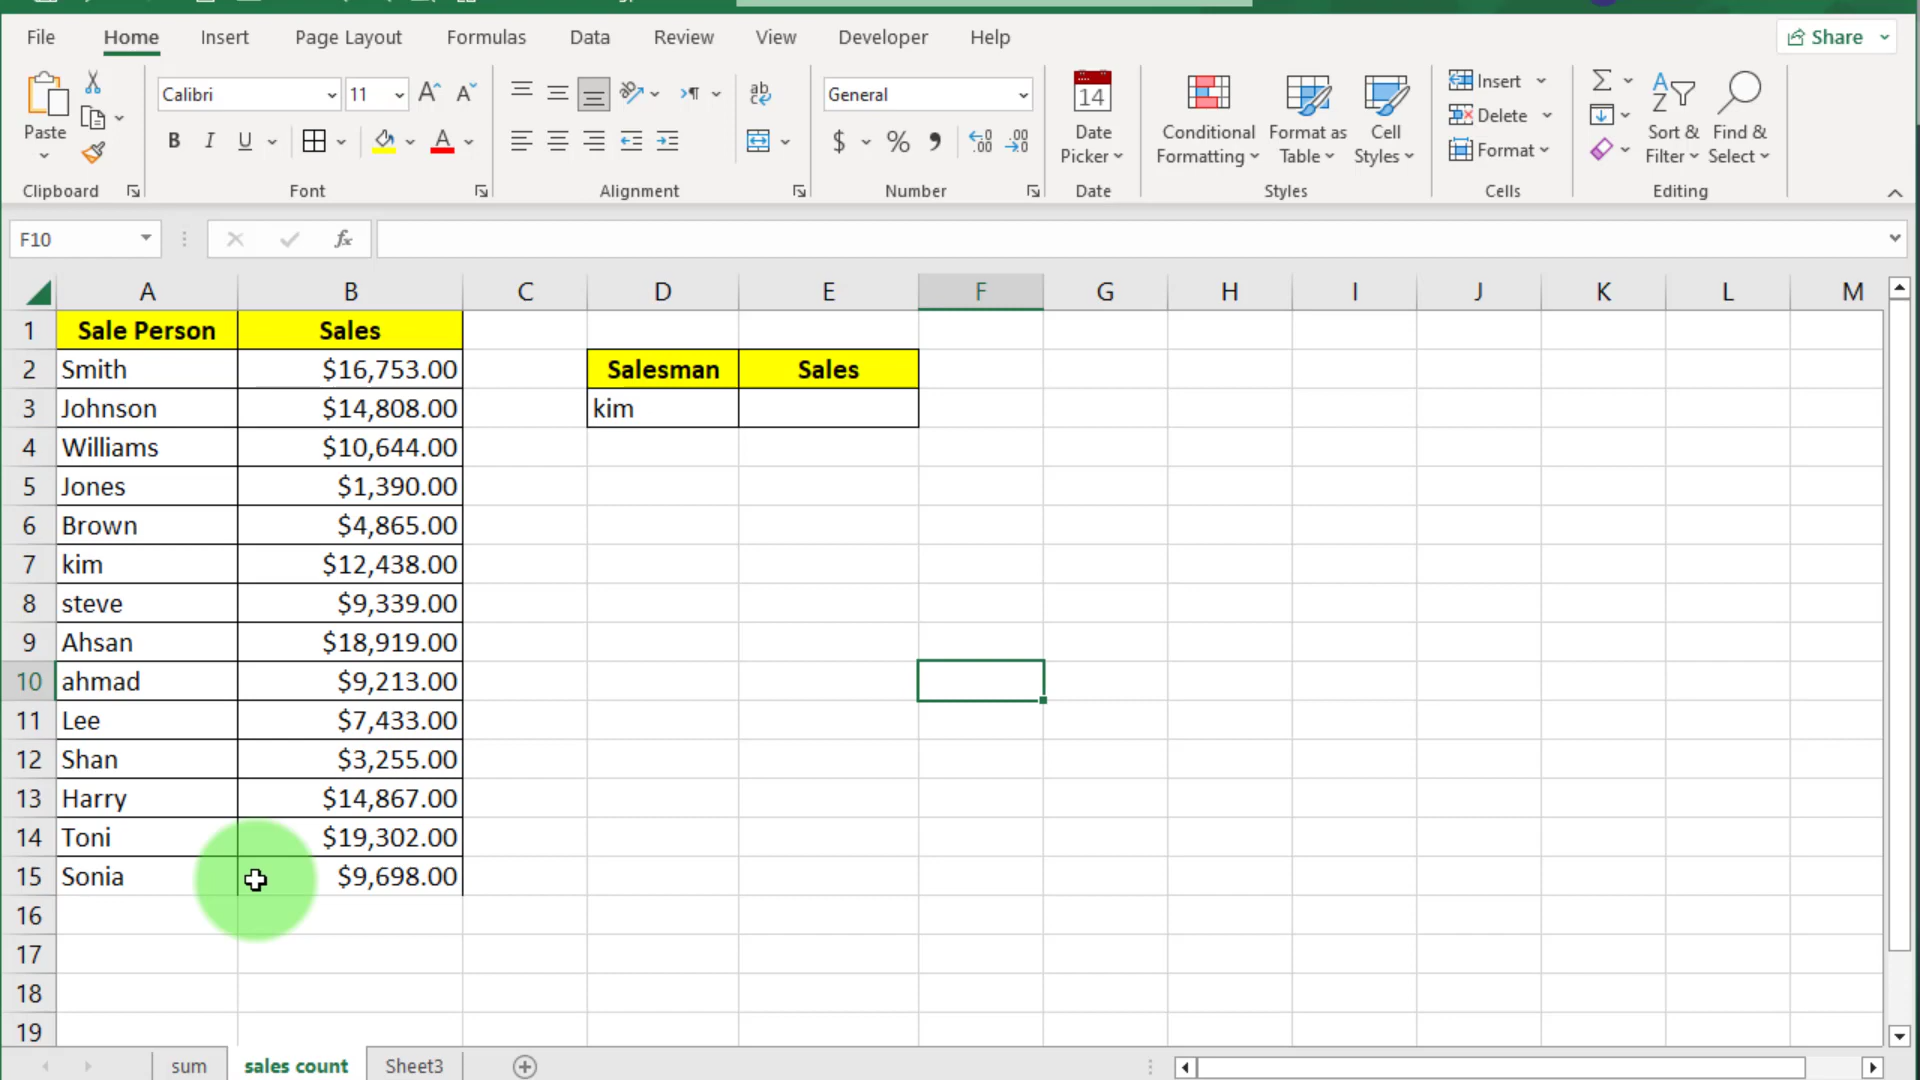 File Home Insert Page Layout Formulas Data Review View Developer Help Share
Calibri 11 General
Paste
B I U $ % 9
14
Date Picker
Conditional Formatting
Format as Table
Cell Styles
Insert
Delete
Format
Sort & Filter
Find & Select
Clipboard Font Alignment Number Date Styles Cells Editing
F10 fx
A B C D E F G H I J K L M
1 Sale Person Sales
2 Smith $16,753.00 Salesman Sales
3 Johnson $14,808.00 kim
4 Williams $10,644.00
5 Jones $1,390.00
6 Brown $4,865.00
7 kim $12,438.00
8 steve $9,339.00
9 Ahsan $18,919.00
10 ahmad $9,213.00
11 Lee $7,433.00
12 Shan $3,255.00
13 Harry $14,867.00
14 Toni $19,302.00
15 Sonia $9,698.00
16
17
18
19
sum sales count Sheet3